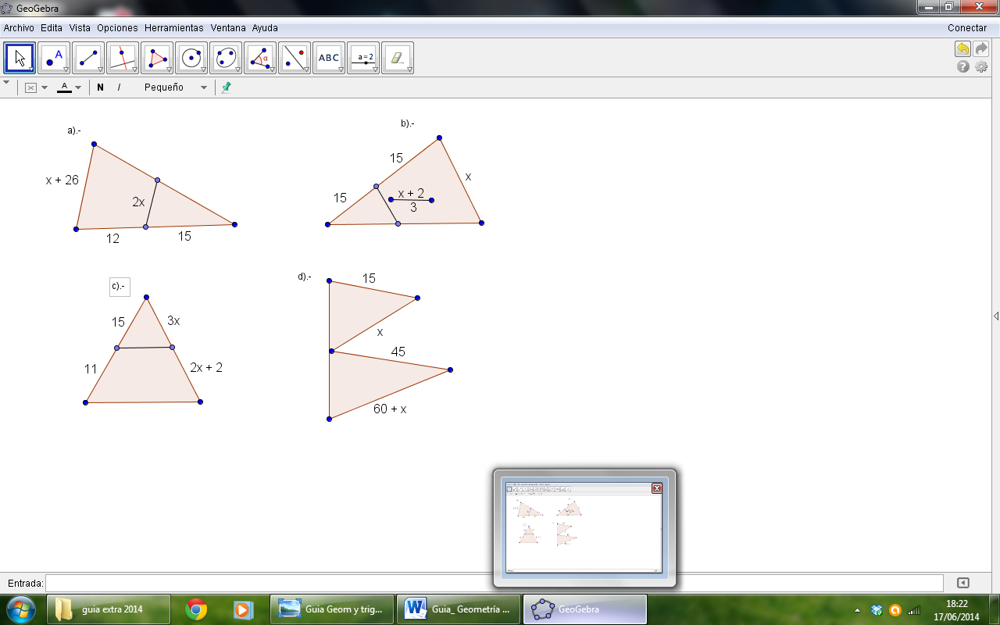 GeoGebra
Archivo Edita Vista Opciones Herramientas Ventana Ayuda Conectar
A α ABC a=2
A N I Pequeño
a).-
x + 26
2x
12
15
b).-
15
x
15
x + 2
3
c).-
15
3x
11
2x + 2
d).-
15
x
45
60 + x
Entrada:
guia extra 2014 Guia Geom y trig... Guia_ Geometría ... GeoGebra
18:22
17/06/2014